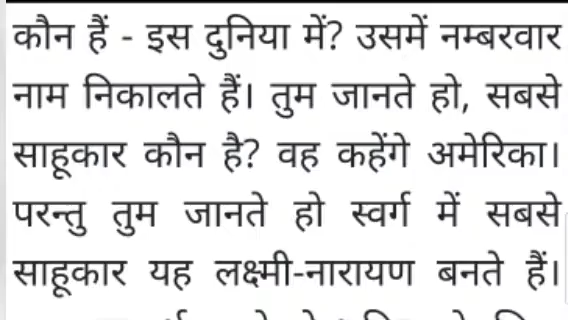 कौन हैं - इस दुनिया में? उसमें नम्बरवार
नाम निकालते हैं। तुम जानते हो, सबसे
साहूकार कौन है? वह कहेंगे अमेरिका।
परन्तु तुम जानते हो स्वर्ग में सबसे
साहूकार यह लक्ष्मी-नारायण बनते हैं।